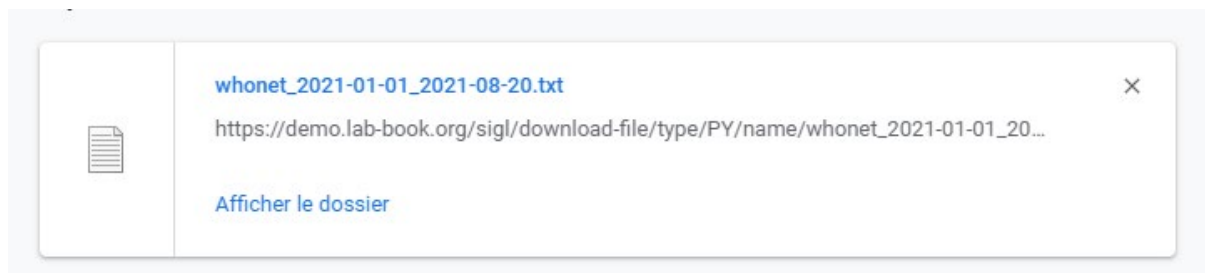 whonet_2021-01-01_2021-08-20.txt
https://demo.lab-book.org/sigl/download-file/type/PY/name/whonet_2021-01-01_20...
Afficher le dossier